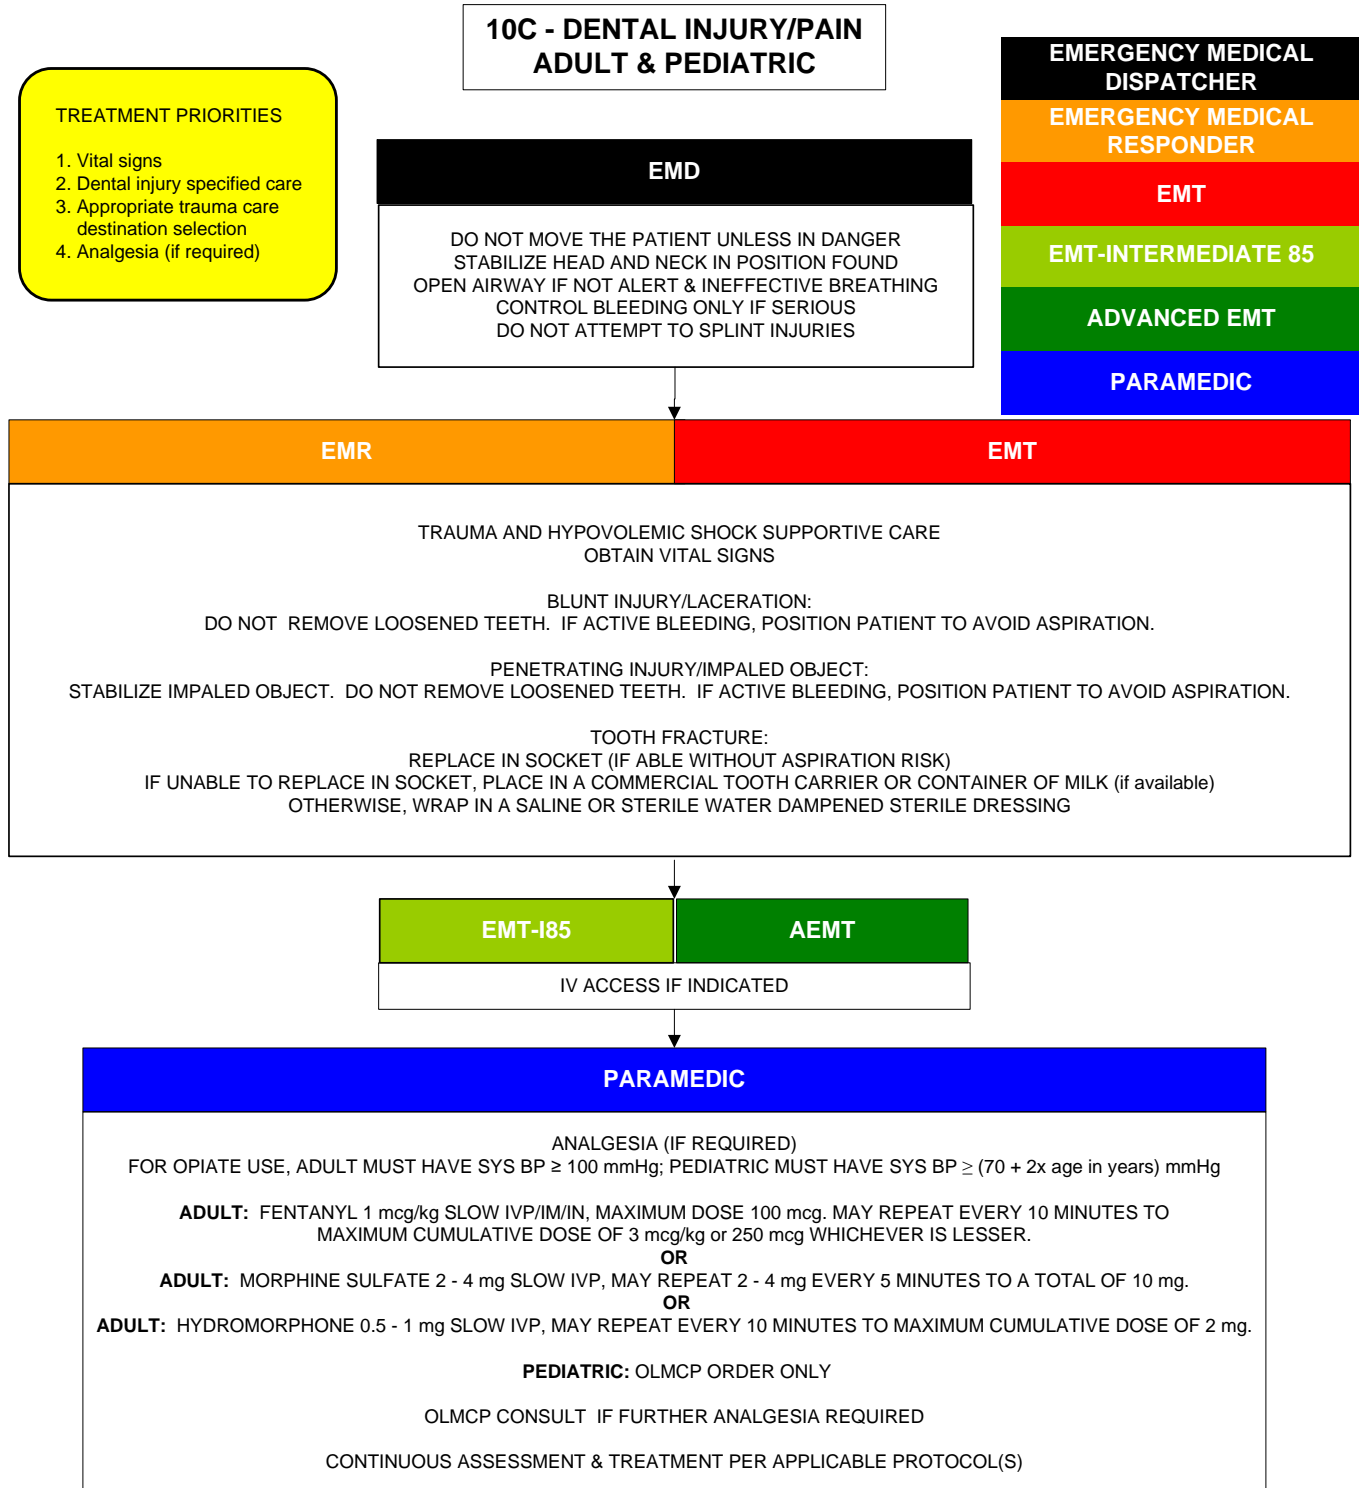 10C - DENTAL INJURY/PAIN
ADULT & PEDIATRIC
TREATMENT PRIORITIES
1. Vital signs
2. Dental injury specified care
3. Appropriate trauma care
destination selection
4. Analgesia (if required)
EMERGENCY MEDICAL
DISPATCHER
EMERGENCY MEDICAL
RESPONDER
EMT
EMT-INTERMEDIATE 85
ADVANCED EMT
PARAMEDIC
EMD
DO NOT MOVE THE PATIENT UNLESS IN DANGER
STABILIZE HEAD AND NECK IN POSITION FOUND
OPEN AIRWAY IF NOT ALERT & INEFFECTIVE BREATHING
CONTROL BLEEDING ONLY IF SERIOUS
DO NOT ATTEMPT TO SPLINT INJURIES
EMR
EMT
TRAUMA AND HYPOVOLEMIC SHOCK SUPPORTIVE CARE
OBTAIN VITAL SIGNS
BLUNT INJURY/LACERATION:
DO NOT  REMOVE LOOSENED TEETH.  IF ACTIVE BLEEDING, POSITION PATIENT TO AVOID ASPIRATION.
PENETRATING INJURY/IMPALED OBJECT:
STABILIZE IMPALED OBJECT.  DO NOT REMOVE LOOSENED TEETH.  IF ACTIVE BLEEDING, POSITION PATIENT TO AVOID ASPIRATION.
TOOTH FRACTURE:
REPLACE IN SOCKET (IF ABLE WITHOUT ASPIRATION RISK)
IF UNABLE TO REPLACE IN SOCKET, PLACE IN A COMMERCIAL TOOTH CARRIER OR CONTAINER OF MILK (if available)
OTHERWISE, WRAP IN A SALINE OR STERILE WATER DAMPENED STERILE DRESSING
EMT-I85
AEMT
IV ACCESS IF INDICATED
PARAMEDIC
ANALGESIA (IF REQUIRED)
FOR OPIATE USE, ADULT MUST HAVE SYS BP ≥ 100 mmHg; PEDIATRIC MUST HAVE SYS BP ≥ (70 + 2x age in years) mmHg
ADULT:  FENTANYL 1 mcg/kg SLOW IVP/IM/IN, MAXIMUM DOSE 100 mcg. MAY REPEAT EVERY 10 MINUTES TO
MAXIMUM CUMULATIVE DOSE OF 3 mcg/kg or 250 mcg WHICHEVER IS LESSER.
OR
ADULT:  MORPHINE SULFATE 2 - 4 mg SLOW IVP, MAY REPEAT 2 - 4 mg EVERY 5 MINUTES TO A TOTAL OF 10 mg.
OR
ADULT:  HYDROMORPHONE 0.5 - 1 mg SLOW IVP, MAY REPEAT EVERY 10 MINUTES TO MAXIMUM CUMULATIVE DOSE OF 2 mg.
PEDIATRIC: OLMCP ORDER ONLY
OLMCP CONSULT  IF FURTHER ANALGESIA REQUIRED
CONTINUOUS ASSESSMENT & TREATMENT PER APPLICABLE PROTOCOL(S)